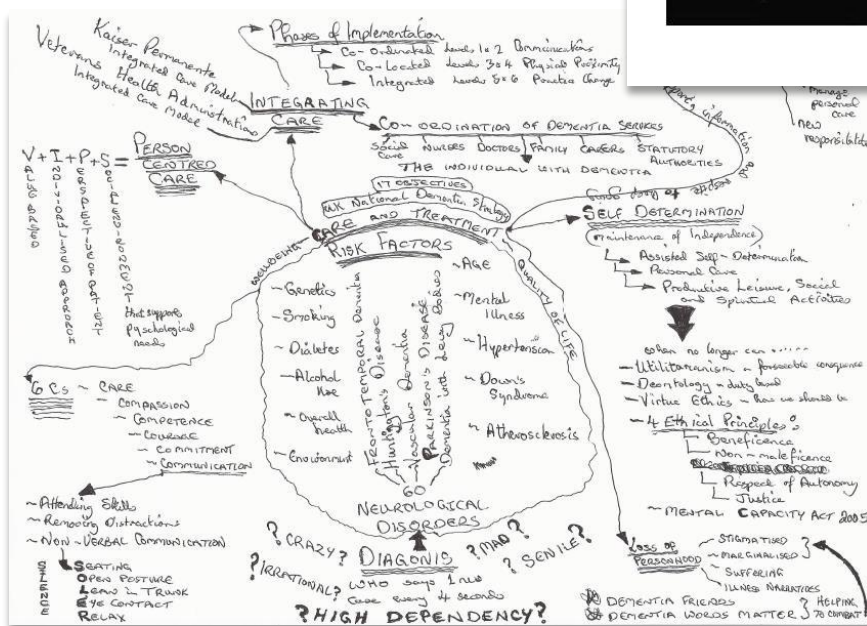 Kaiser Permanente
Integrated Care Model
Veterans Health Administration
Integrated Care Model
Phases of Implementation
Co-Ordinated Levels 1 & 2 Communications
Co-Located Levels 3 & 4 Physical Proximity
Integrated Levels 5 & 6 Practice Change
INTEGRATING CARE
CO-ORDINATION OF DEMENTIA SERVICES
Social Care NURSES DOCTORS FAMILY CARERS STATUTORY AUTHORITIES
THE INDIVIDUAL WITH DEMENTIA
manage
personal
care
new
responsibilit
information
V+I+P+S = PERSON CENTRED CARE
VALUE BASED
INDIVIDUALISED APPROACH
PERSPECTIVE OF PATIENT
SOCIAL ENVIRONMENT
that supports
psychological
needs
17 OBJECTIVES
UK National Dementia Strategy
WELLBEING ~ CARE AND TREATMENT ~ QUALITY OF LIFE
RISK FACTORS
~ Genetics
~ Smoking
~ Diabetes
~ Alcohol Use
~ Overall health
~ Environment
FRONTOTEMPORAL Dementia
Huntington's Disease
Vascular Dementia
PARKINSON'S DISEASE
Dementia with Lewy Bodies
~ AGE
~ Mental Illness
~ Hypertension
~ Down's Syndrome
~ Atherosclerosis
60
NEUROLOGICAL
DISORDERS
DIAGONIS
WHO says 1 new
Case every 4 seconds
? CRAZY?
? IRRATIONAL?
? MAD?
? SENILE?
? HIGH DEPENDENCY?
6 Cs ~ CARE
~ COMPASSION
~ COMPETENCE
~ COURAGE
~ COMMITMENT
~ COMMUNICATION
~ Attending Skills
~ Removing Distractions
~ NON-VERBAL COMMUNICATION
SILENCE
SEATING
OPEN POSTURE
LEAN in TRUNK
EYE CONTACT
RELAX
SELF DETERMINATION
(Maintenance of Independence)
Assisted Self-Determination
Personal Care
Productive Leisure, Social
and Spiritual Activities
when no longer can ......
~ Utilitarianism ~ foreseeable consequence
~ Deontology ~ duty based
~ Virtue Ethics ~ how we should be
~ 4 Ethical Principles:
Beneficence
Non-maleficence
Respect of Autonomy
Justice
~ MENTAL CAPACITY ACT 2005
Loss of PERSONHOOD
~ STIGMATISED
~ MARGINALISED
~ SUFFERING
~ ILLNESS NARRATIVES
DEMENTIA FRIENDS
DEMENTIA WORDS MATTER
} HELPING TO COMBAT